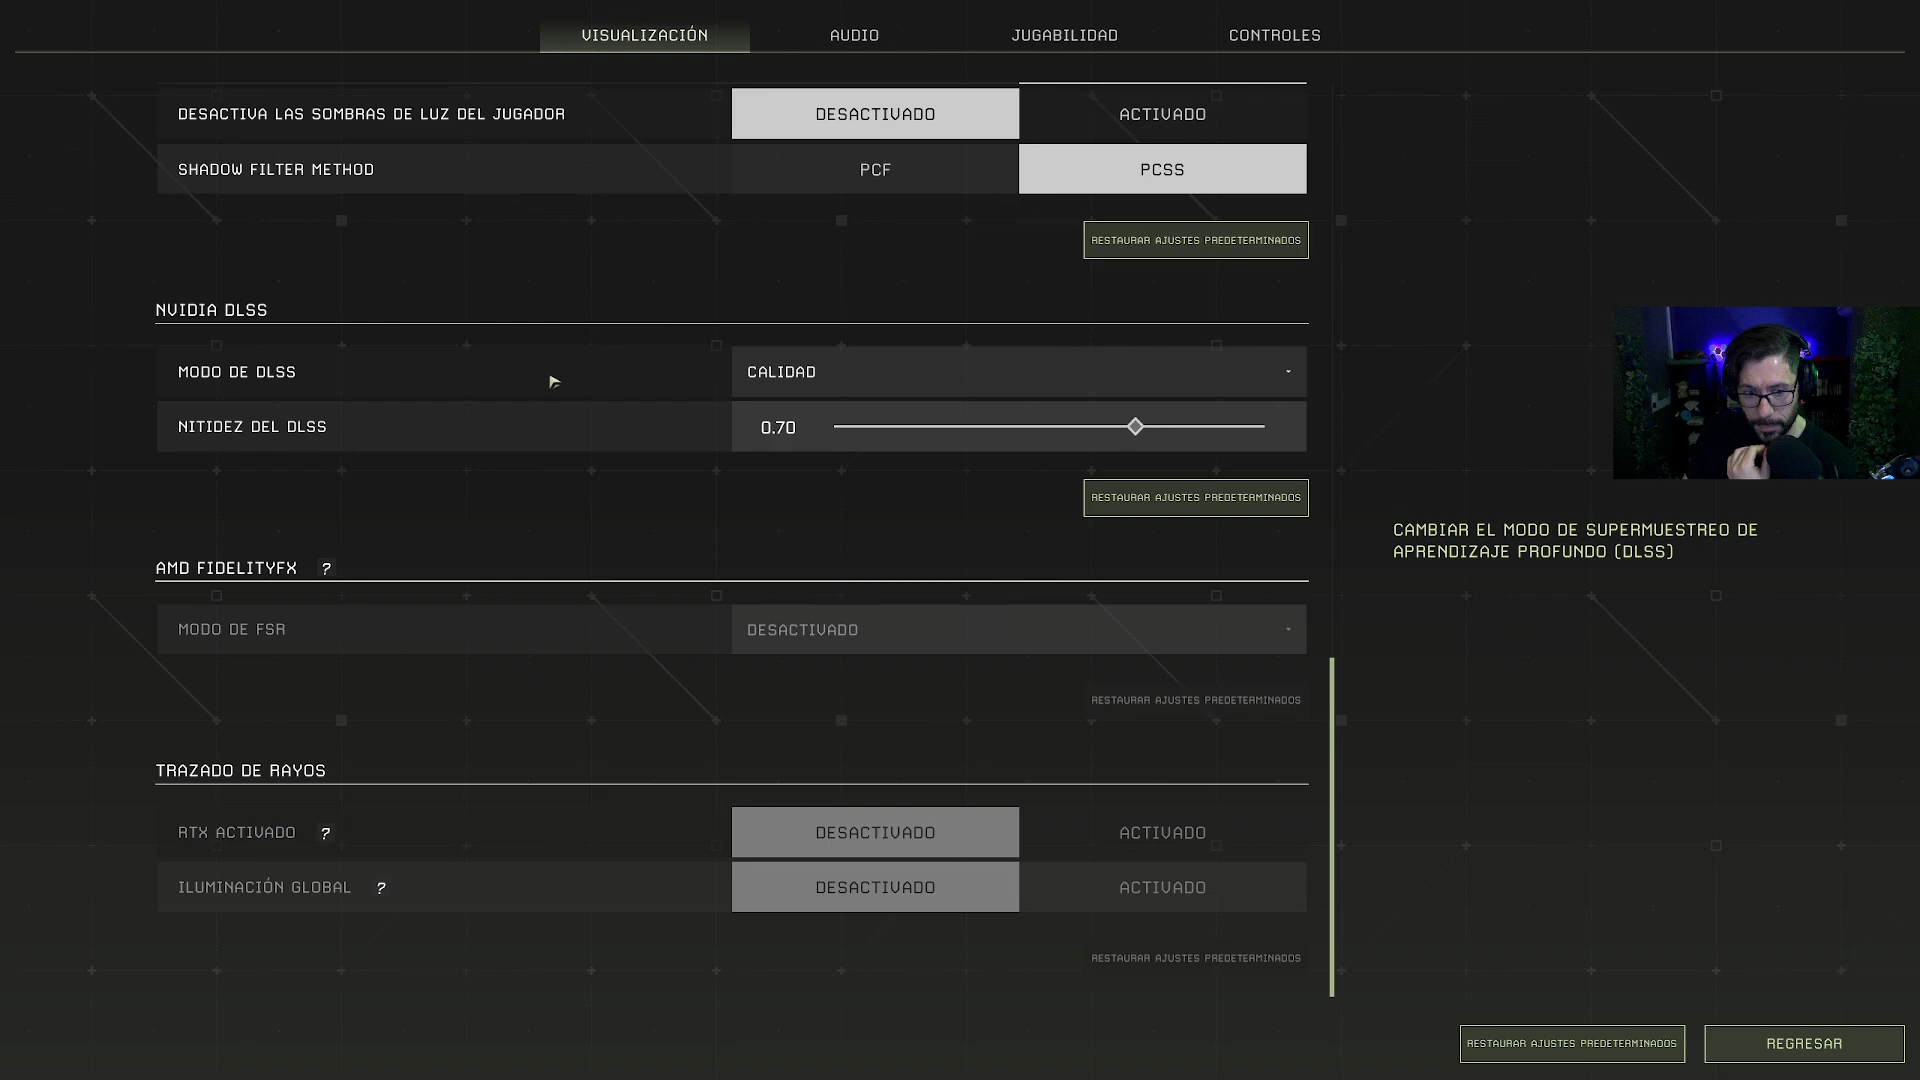 VISUALIZACIÓN AUDIO JUGABILIDAD CONTROLES
DESACTIVA LAS SOMBRAS DE LUZ DEL JUGADOR DESACTIVADO ACTIVADO
SHADOW FILTER METHOD PCF PCSS
RESTAURAR AJUSTES PREDETERMINADOS
NVIDIA DLSS
MODO DE DLSS CALIDAD
NITIDEZ DEL DLSS 0.70
RESTAURAR AJUSTES PREDETERMINADOS
CAMBIAR EL MODO DE SUPERMUESTREO DE
APRENDIZAJE PROFUNDO (DLSS)
AMD FIDELITYFX ?
MODO DE FSR DESACTIVADO
RESTAURAR AJUSTES PREDETERMINADOS
TRAZADO DE RAYOS
RTX ACTIVADO ? DESACTIVADO ACTIVADO
ILUMINACIÓN GLOBAL ? DESACTIVADO ACTIVADO
RESTAURAR AJUSTES PREDETERMINADOS
RESTAURAR AJUSTES PREDETERMINADOS REGRESAR